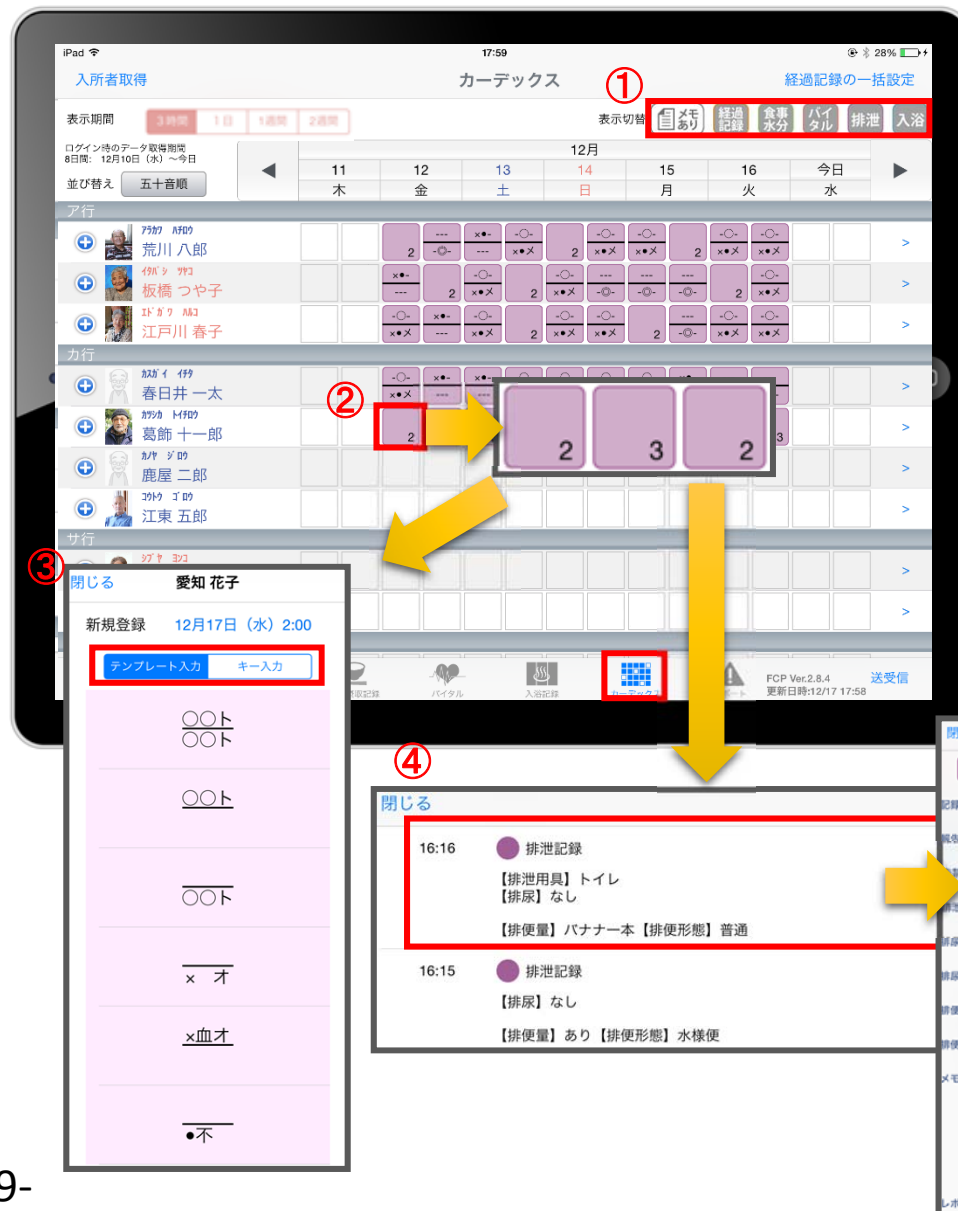 iPad 17:59 28%
入所者取得 カーデックス ① 経過記録の一括設定
表示期間 3時間 1日 1週間 2週間 表示切替 メモあり 経過記録 食事水分 バイタル 排泄 入浴
ログイン時のデータ取得期間
8日間: 12月10日（水）～今日
並び替え 五十音順
◀ 12月 ▶
11 12 13 14 15 16 今日
木 金 土 日 月 火 水
ア行
ｱﾗｶﾜ ﾊﾁﾛｳ
荒川 八郎 >
ｲﾀﾊﾞｼ ﾂﾔｺ
板橋 つや子 >
ｴﾄﾞｶﾞﾜ ﾊﾙｺ
江戸川 春子 >
カ行
ｶｽｶﾞｲ ｲﾁﾀ
春日井 一太 >
②
ｶﾂｼｶ ﾄｲﾁﾛｳ
葛飾 十一郎 2 3 >
2 3 2
ｶﾉﾔ ｼﾞﾛｳ
鹿屋 二郎 >
ｺｳﾄｳ ｺﾞﾛｳ
江東 五郎 >
サ行
ｼﾌﾞﾔ ﾖﾝｺ
③
閉じる 愛知 花子
新規登録 12月17日（水）2:00
テンプレート入力 キー入力
○○ト
○○ト
○○ト
○○ト
× オ
×血オ
●不
バイタル 入浴記録 カーデックス
FCP Ver.2.8.4
更新日時:12/17 17:58
送受信
④
閉じる
16:16 排泄記録
【排泄用具】トイレ
【排尿】なし
【排便量】バナナ一本【排便形態】普通
16:15 排泄記録
【排尿】なし
【排便量】あり【排便形態】水様便
9-